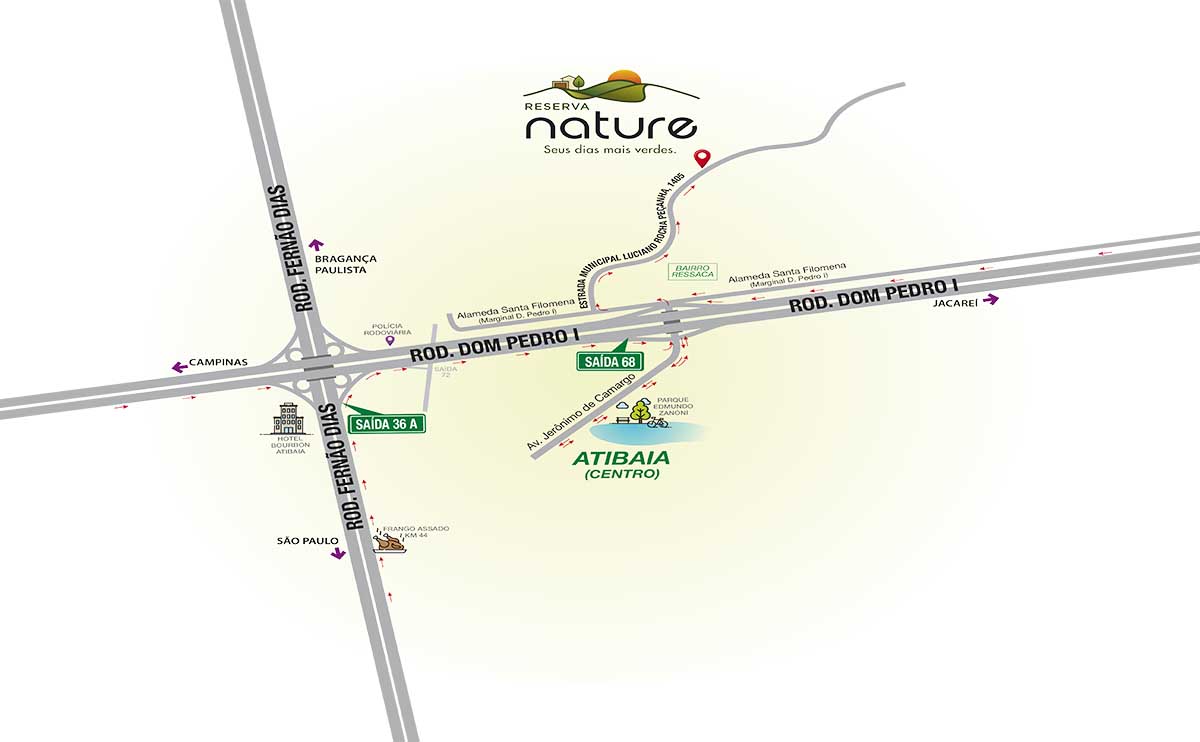 RESERVA
nature
Seus dias mais verdes.
ESTRADA MUNICIPAL LUCIANO ROCHA PEÇANHA, 1405
ROD. FERNÃO DIAS
BRAGANÇA
PAULISTA
BAIRRO
RESSACA
Alameda Santa Filomena
(Marginal D. Pedro I)
Alameda Santa Filomena
(Marginal D. Pedro I)
ROD. DOM PEDRO I
JACAREÍ
POLÍCIA
RODOVIÁRIA
ROD. DOM PEDRO I
CAMPINAS
SAÍDA
72
SAÍDA 68
Av. Jerônimo de Camargo
PARQUE
EDMUNDO
ZANONI
SAÍDA 36 A
HOTEL
BOURBON
ATIBAIA
ATIBAIA
(CENTRO)
ROD. FERNÃO DIAS
FRANGO ASSADO
KM 44
SÃO PAULO